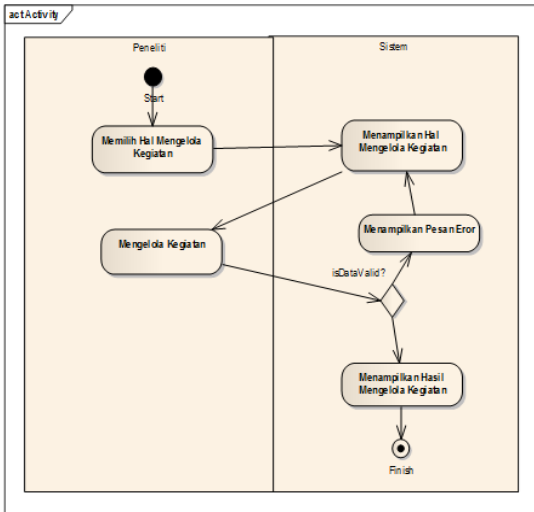 act Activity
Peneliti
Sistem
Start
Memilih Hal Mengelola
Kegiatan
Menampilkan Hal
Mengelola Kegiatan
Mengelola Kegiatan
Menampilkan Pesan Eror
isDataValid?
Menampilkan Hasil
Mengelola Kegiatan
Finish